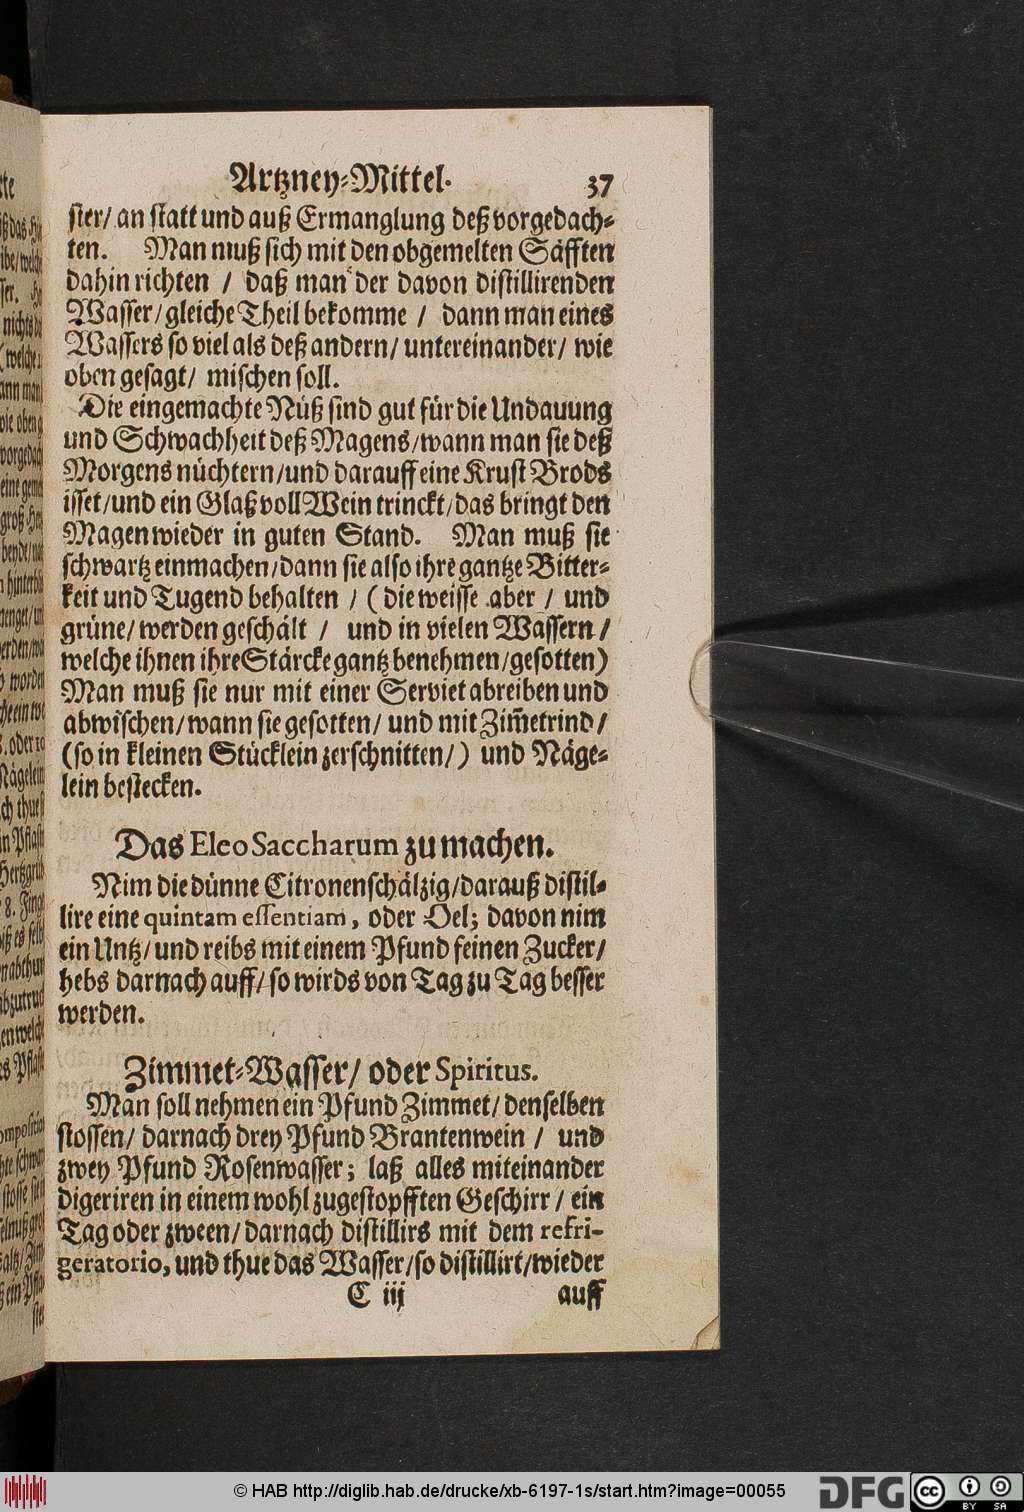 Artzney-Mittel. 37
ster/ an statt und auß Ermanglung deß vorgedach-
ten. Man muß sich mit den obgemelten Säfften
dahin richten / daß man der davon distillirenden
Wasser/ gleiche Theil bekomme / dann man eines
Wassers so viel als deß andern/ untereinander/ wie
oben gesagt/ mischen soll.
Die eingemachte Nüß sind gut für die Undauung
und Schwachheit deß Magens/ wann man sie deß
Morgens nüchtern/ und darauff eine Krust Brods
isset/ und ein Glaß voll Wein trinckt/ das bringt den
Magen wieder in guten Stand. Man muß sie
schwartz einmachen/ dann sie also ihre gantze Bitter-
keit und Tugend behalten / ( die weisse aber / und
grüne/ werden geschält / und in vielen Wassern /
welche ihnen ihre Stärcke gantz benehmen/ gesotten)
Man muß sie nur mit einer Serviet abreiben und
abwischen/ wann sie gesotten/ und mit Zim̃etrind /
(so in kleinen Stücklein zerschnitten/) und Näge-
lein bestecken.
Das Eleo Saccharum zu machen.
Nim die dünne Citronenschälzig/ darauß distil-
lire eine quintam essentiam, oder Oel; davon nim
ein Untz/ und reibs mit einem Pfund feinen Zucker/
hebs darnach auff/ so wirds von Tag zu Tag besser
werden.
Zimmet-Wasser/ oder Spiritus.
Man soll nehmen ein Pfund Zimmet/ denselben
stossen/ darnach drey Pfund Brantenwein / und
zwey Pfund Rosenwasser; laß alles miteinander
digeriren in einem wohl zugestopfften Geschirr / ein
Tag oder zween/ darnach distillirs mit dem refri-
geratorio, und thue das Wasser/ so distillirt/ wieder
C iij auff
© HAB http://diglib.hab.de/drucke/xb-6197-1s/start.htm?image=00055
DFG
cc
BY SA